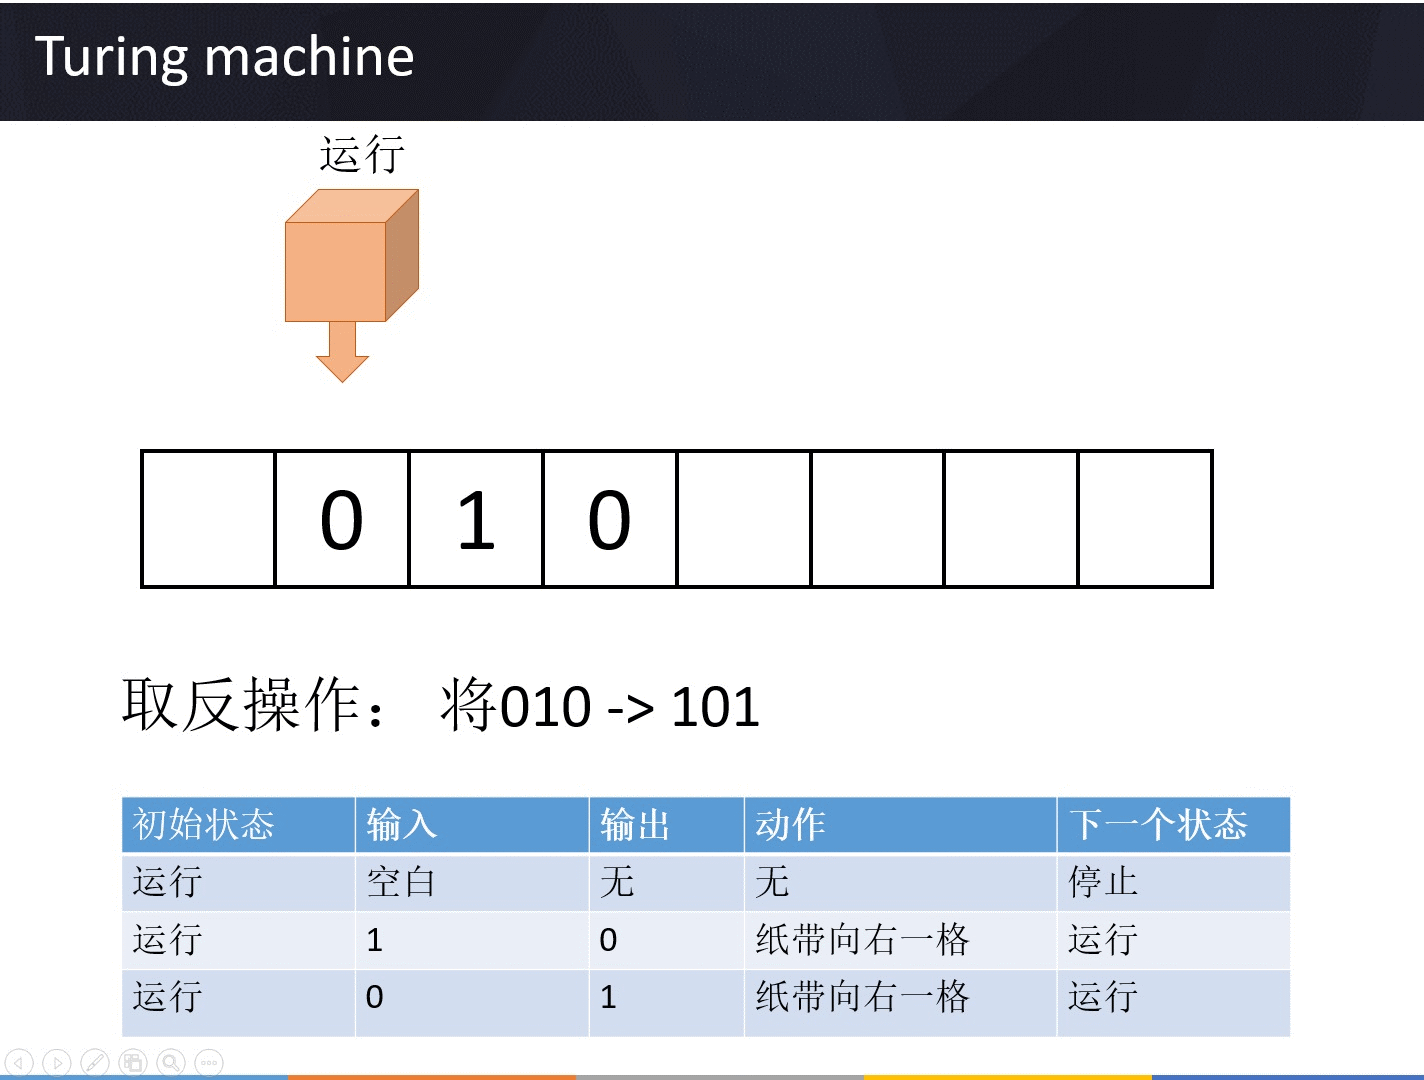 Turing machine
运行
0 1 0
取反操作： 将010 -> 101
初始状态 输入 输出 动作 下一个状态
运行 空白 无 无 停止
运行 1 0 纸带向右一格 运行
运行 0 1 纸带向右一格 运行